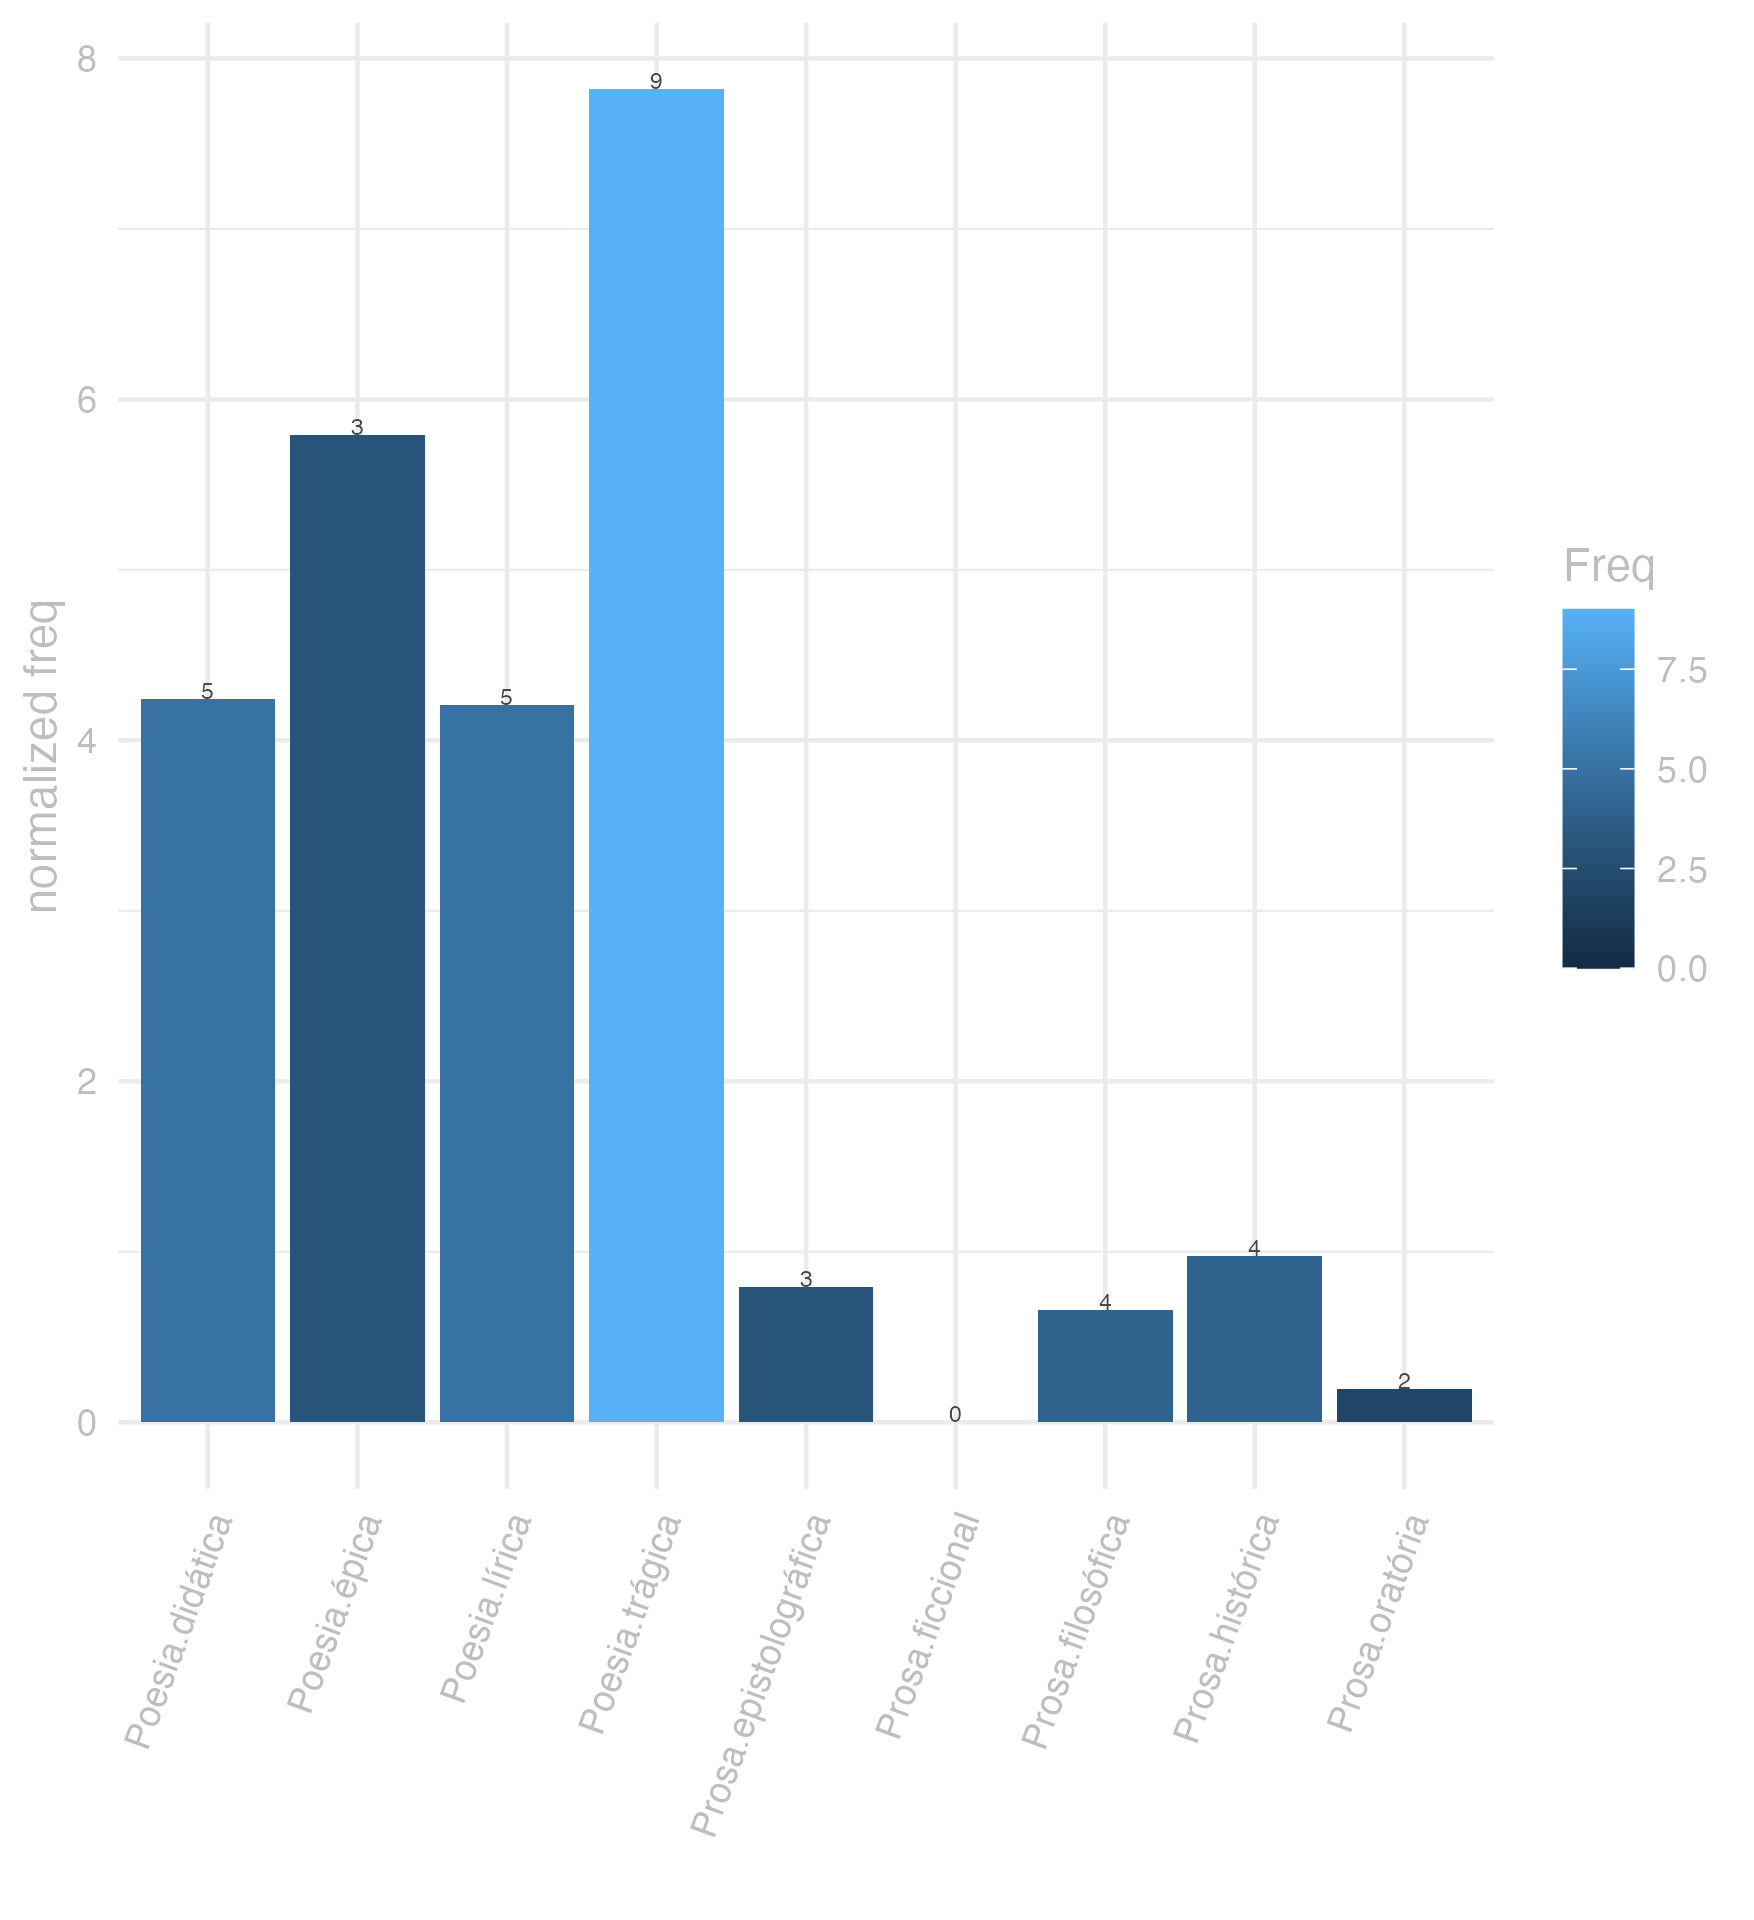 normalized freq
8
6
4
2
0
5
3
5
9
3
0
4
4
2
Poesia.didática
Poesia.épica
Poesia.lírica
Poesia.trágica
Prosa.epistolográfica
Prosa.ficcional
Prosa.filosófica
Prosa.histórica
Prosa.oratória
Freq
7.5
5.0
2.5
0.0